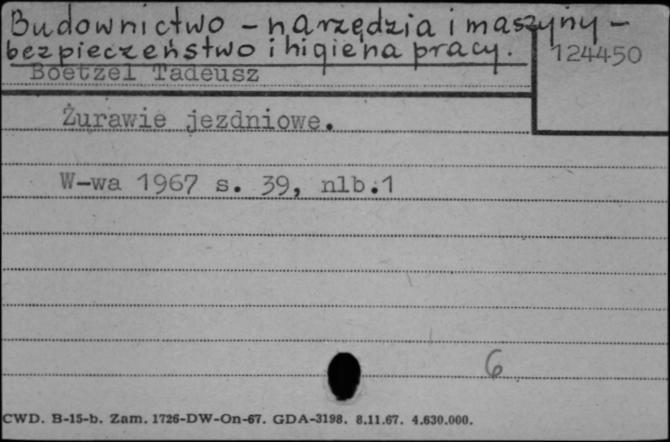 Budownictwo – narzędzia i maszyny –
bezpieczeństwo i higiena pracy.
124450
Boetzel Tadeusz
Żurawie jezdniowe.
W-wa 1967 s. 39, nlb.1
6
CWD. B-15-b. Zam. 1726-DW-On-67. GDA-3198. 8.11.67. 4.630.000.